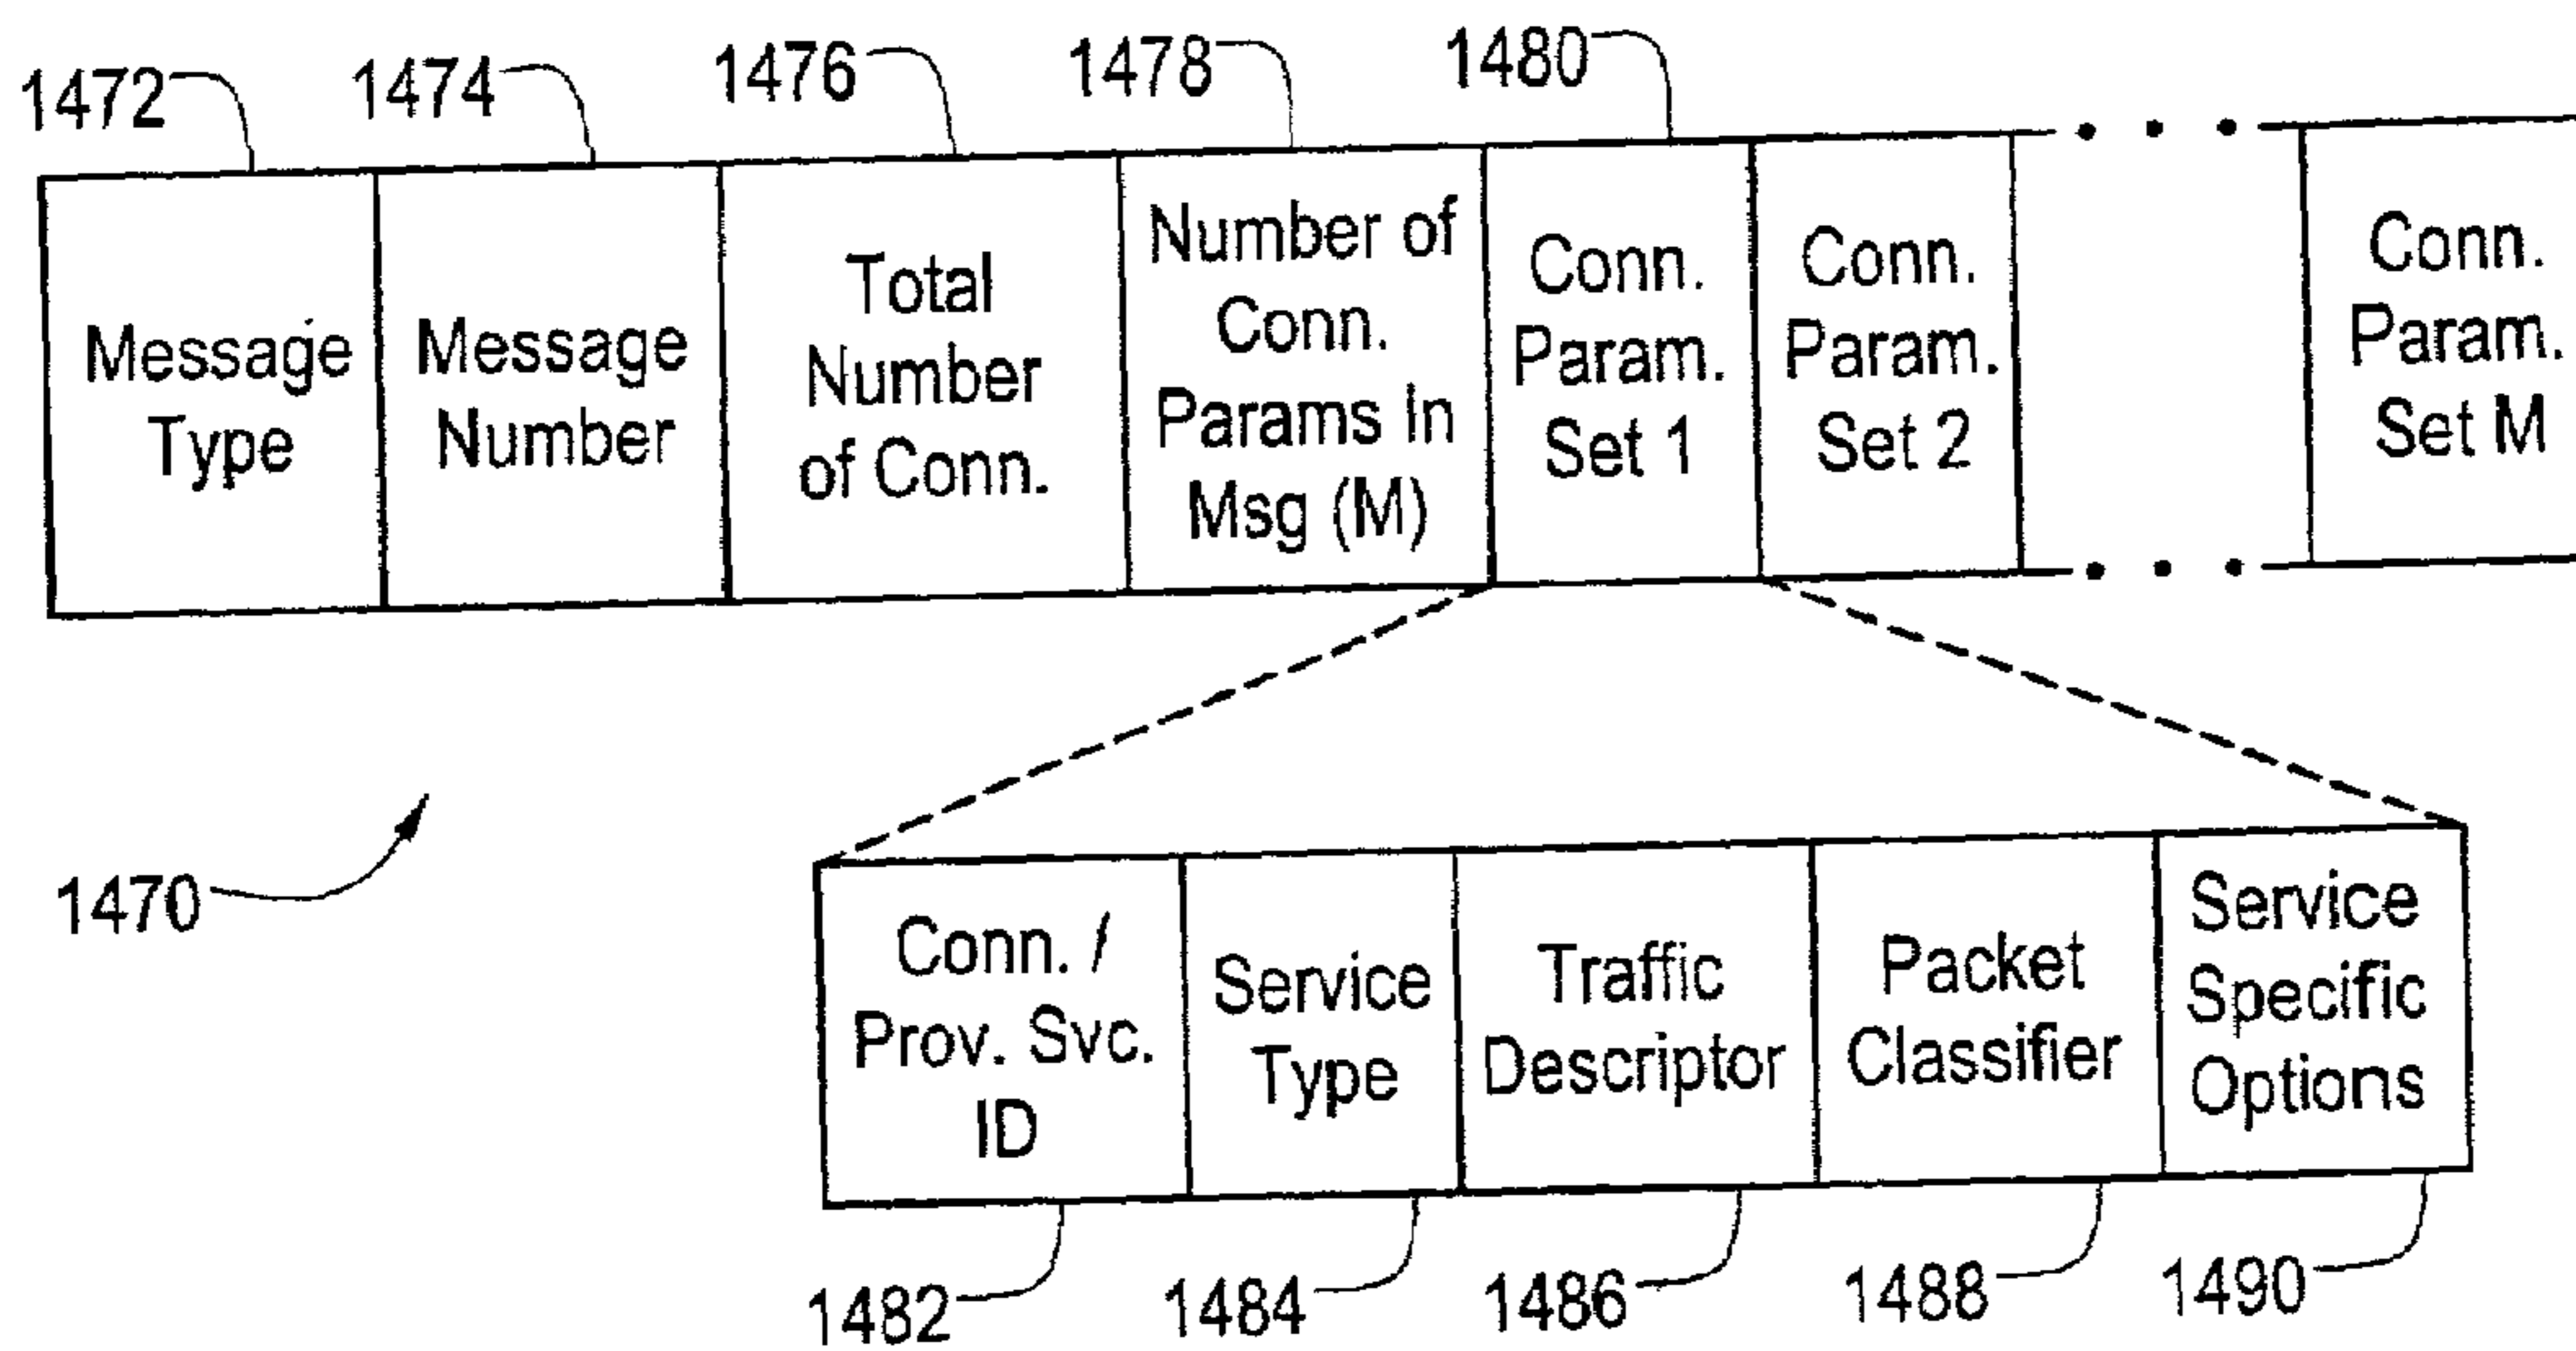 1472
1474
1476
1478
1480
Message
Type
Message
Number
Total
Number
of Conn.
Number of
Conn.
Params In
Msg (M)
Conn.
Param.
Set 1
Conn.
Param.
Set 2
Conn.
Param.
Set M
1470
Conn. /
Prov. Svc.
ID
Service
Type
Traffic
Descriptor
Packet
Classifier
Service
Specific
Options
1482
1484
1486
1488
1490